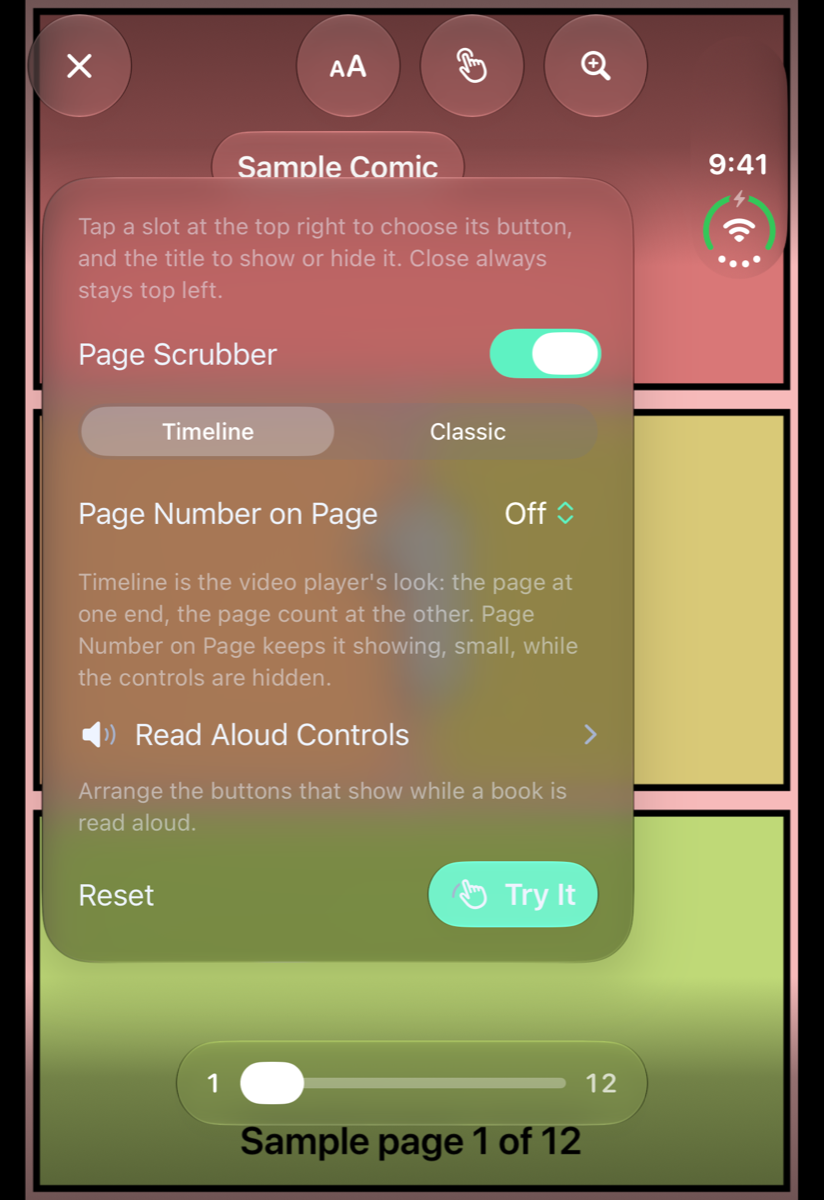 AA
Sample Comic
9:41
Tap a slot at the top right to choose its button,
and the title to show or hide it. Close always
stays top left.
Page Scrubber
Timeline
Classic
Page Number on Page
Off
Timeline is the video player's look: the page at
one end, the page count at the other. Page
Number on Page keeps it showing, small, while
the controls are hidden.
Read Aloud Controls
Arrange the buttons that show while a book is
read aloud.
Reset
Try It
1
12
Sample page 1 of 12